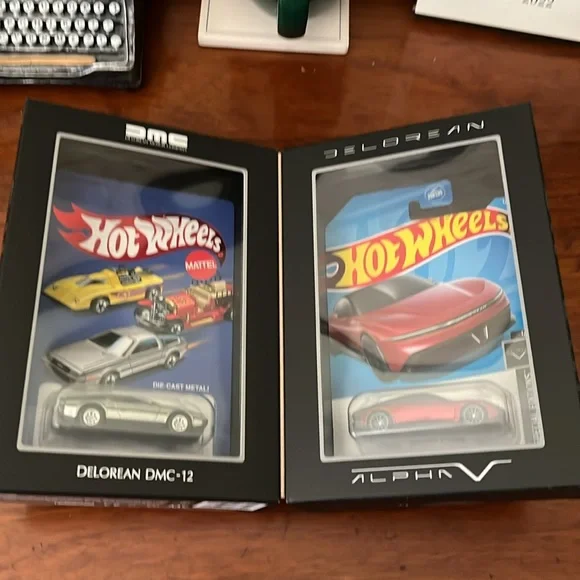 DMC
HOT WHEELS
MATTEL
DIE-CAST METAL!
DELOREAN DMC-12
DELOREAN
HOT WHEELS
ALPHA V